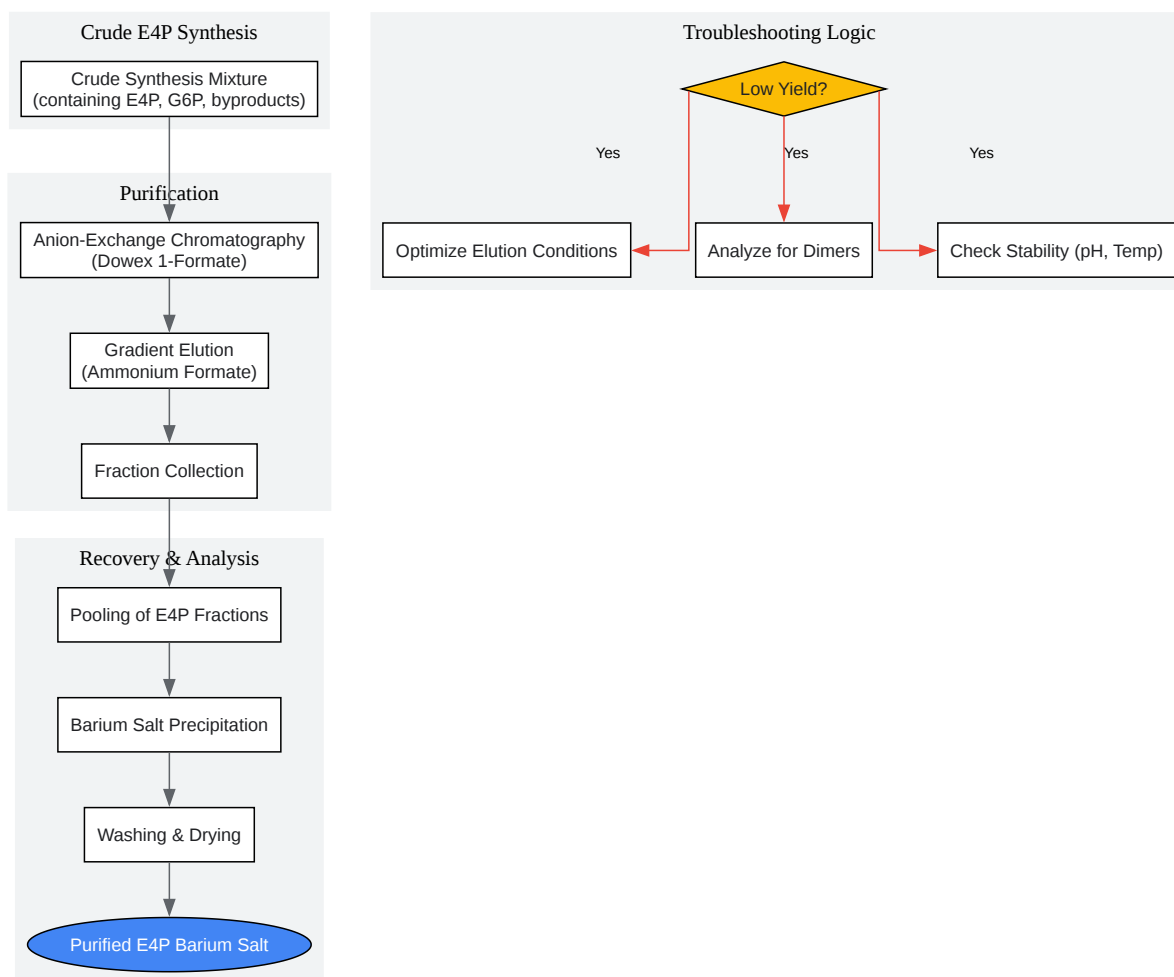 Crude E4P Synthesis
Crude Synthesis Mixture
(containing E4P, G6P, byproducts)
Purification
Anion-Exchange Chromatography
(Dowex 1-Formate)
Gradient Elution
(Ammonium Formate)
Fraction Collection
Recovery & Analysis
Pooling of E4P Fractions
Barium Salt Precipitation
Washing & Drying
Purified E4P Barium Salt
Troubleshooting Logic
Low Yield?
Yes
Yes
Yes
Optimize Elution Conditions
Analyze for Dimers
Check Stability (pH, Temp)